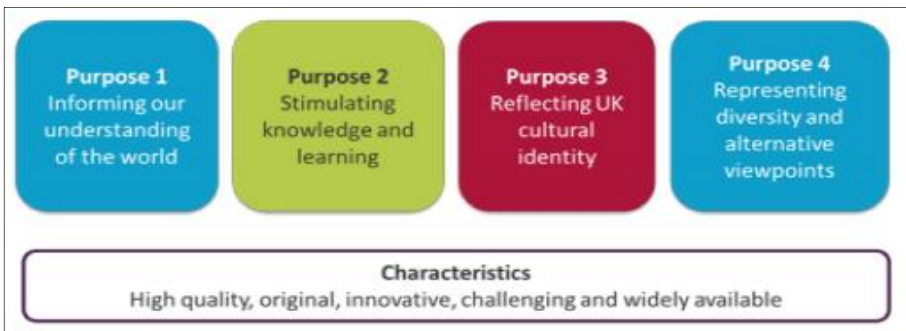 Purpose 1
Informing our
understanding
of the world
Purpose 2
Stimulating
knowledge and
learning
Purpose 3
Reflecting UK
cultural
identity
Purpose 4
Representing
diversity and
alternative
viewpoints
Characteristics
High quality, original, innovative, challenging and widely available